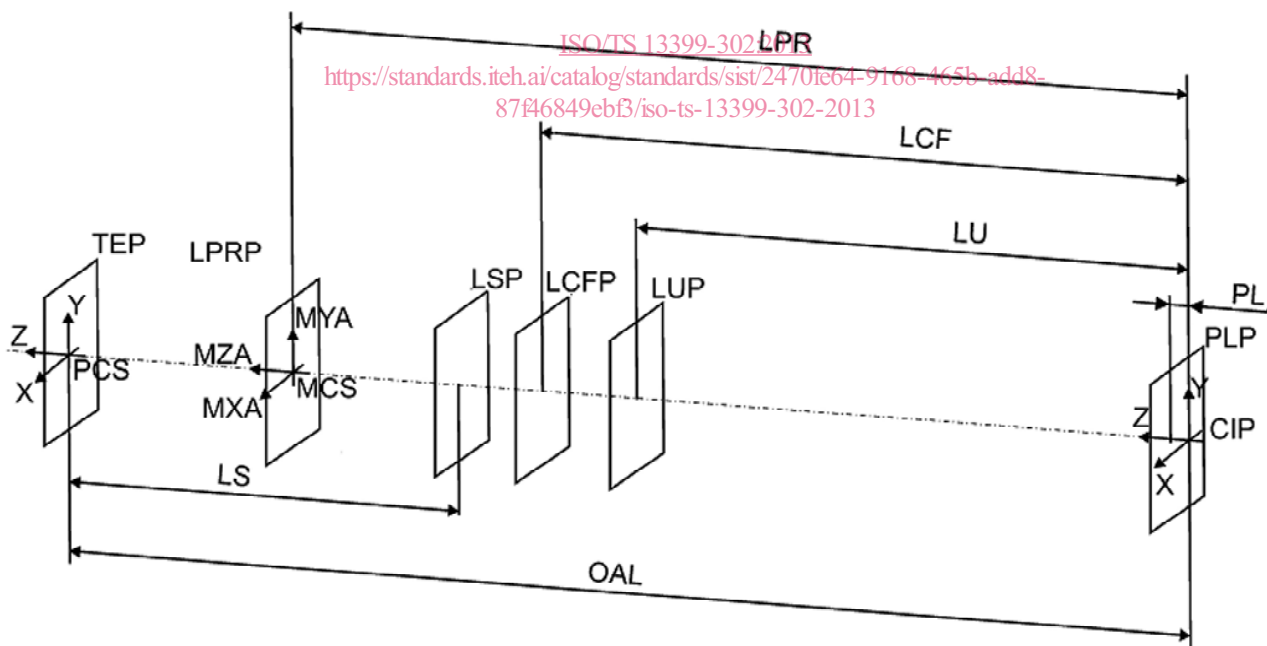 LPR
ISO/TS 13399-302:2013
https://standards.iteh.ai/catalog/standards/sist/2470fe64-9168-465b-add8-
87f46849ebf3/iso-ts-13399-302-2013
LCF
LU
TEP
LPRP
LSP
LCFP
LUP
PL
PLP
Y
MYA
Z
PCS
MZA
MCS
X
MXA
Y
Z
CIP
X
LS
OAL